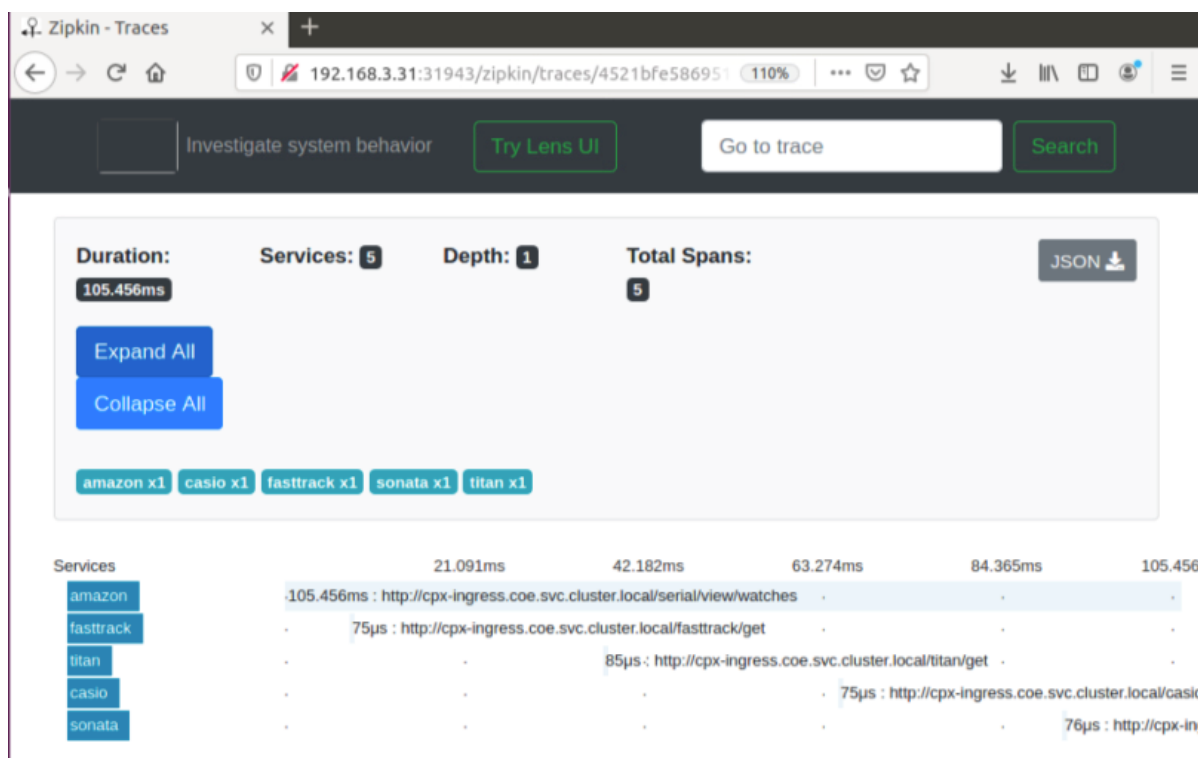 Zipkin - Traces
192.168.3.31:31943/zipkin/traces/4521bfe586951 110%
Investigate system behavior Try Lens UI Go to trace Search
Duration: Services: 5 Depth: 1 Total Spans:
105.456ms 5
JSON
Expand All
Collapse All
amazon x1 casio x1 fasttrack x1 sonata x1 titan x1
Services 21.091ms 42.182ms 63.274ms 84.365ms 105.456
amazon 105.456ms : http://cpx-ingress.coe.svc.cluster.local/serial/view/watches
fasttrack 75µs : http://cpx-ingress.coe.svc.cluster.local/fasttrack/get
titan 85µs : http://cpx-ingress.coe.svc.cluster.local/titan/get
casio 75µs : http://cpx-ingress.coe.svc.cluster.local/casio
sonata 76µs : http://cpx-in